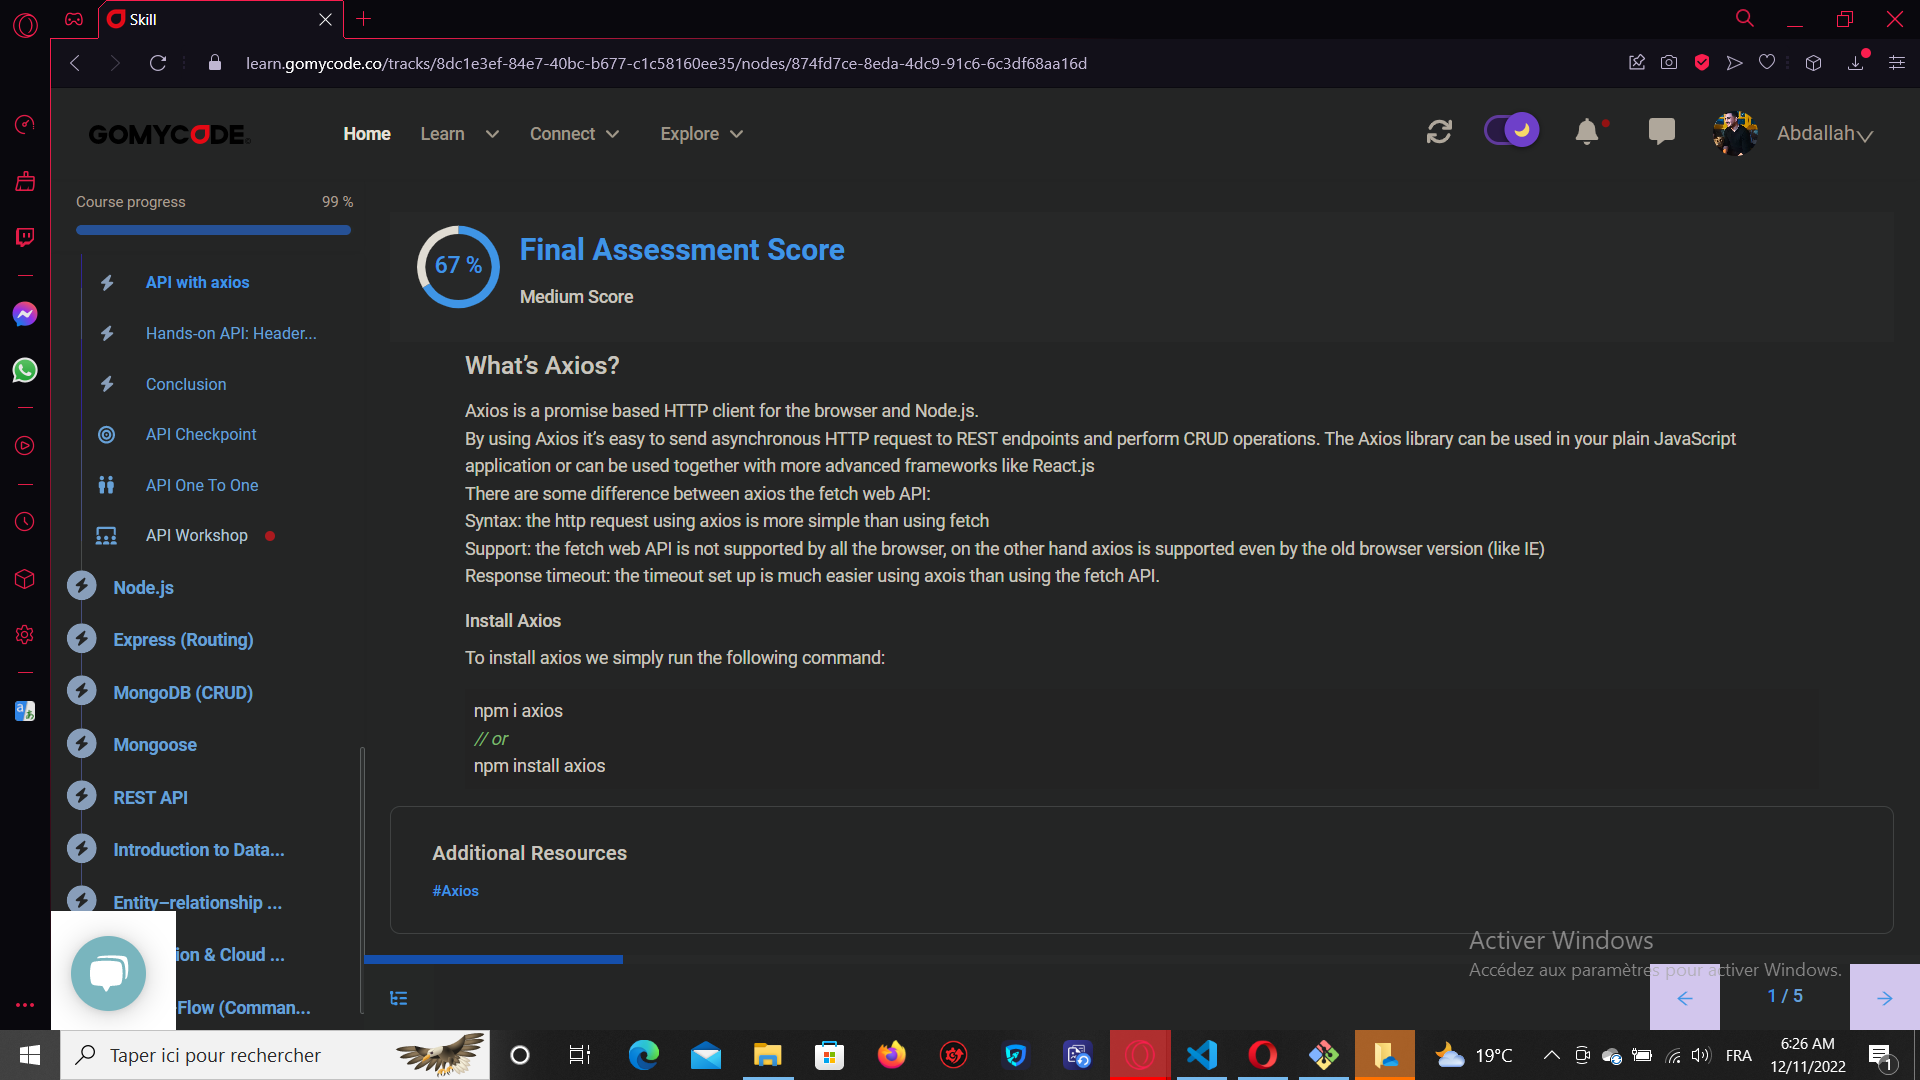 Skill
learn.gomycode.co/tracks/8dc1e3ef-84e7-40bc-b677-c1c58160ee35/nodes/874fd7ce-8eda-4dc9-91c6-6c3df68aa16d
GOMYCODE
Home Learn Connect Explore
Abdallah
Course progress 99 %
API with axios
Hands-on API: Header...
Conclusion
API Checkpoint
API One To One
API Workshop
Node.js
Express (Routing)
MongoDB (CRUD)
Mongoose
REST API
Introduction to Data...
Entity–relationship ...
ion & Cloud ...
-Flow (Comman...
67 %
Final Assessment Score
Medium Score
What’s Axios?
Axios is a promise based HTTP client for the browser and Node.js.
By using Axios it’s easy to send asynchronous HTTP request to REST endpoints and perform CRUD operations. The Axios library can be used in your plain JavaScript
application or can be used together with more advanced frameworks like React.js
There are some difference between axios the fetch web API:
Syntax: the http request using axios is more simple than using fetch
Support: the fetch web API is not supported by all the browser, on the other hand axios is supported even by the old browser version (like IE)
Response timeout: the timeout set up is much easier using axois than using the fetch API.
Install Axios
To install axios we simply run the following command:
npm i axios
// or
npm install axios
Additional Resources
#Axios
Activer Windows
Accédez aux paramètres pour activer Windows.
1 / 5
Taper ici pour rechercher
19°C
FRA
6:26 AM
12/11/2022
1